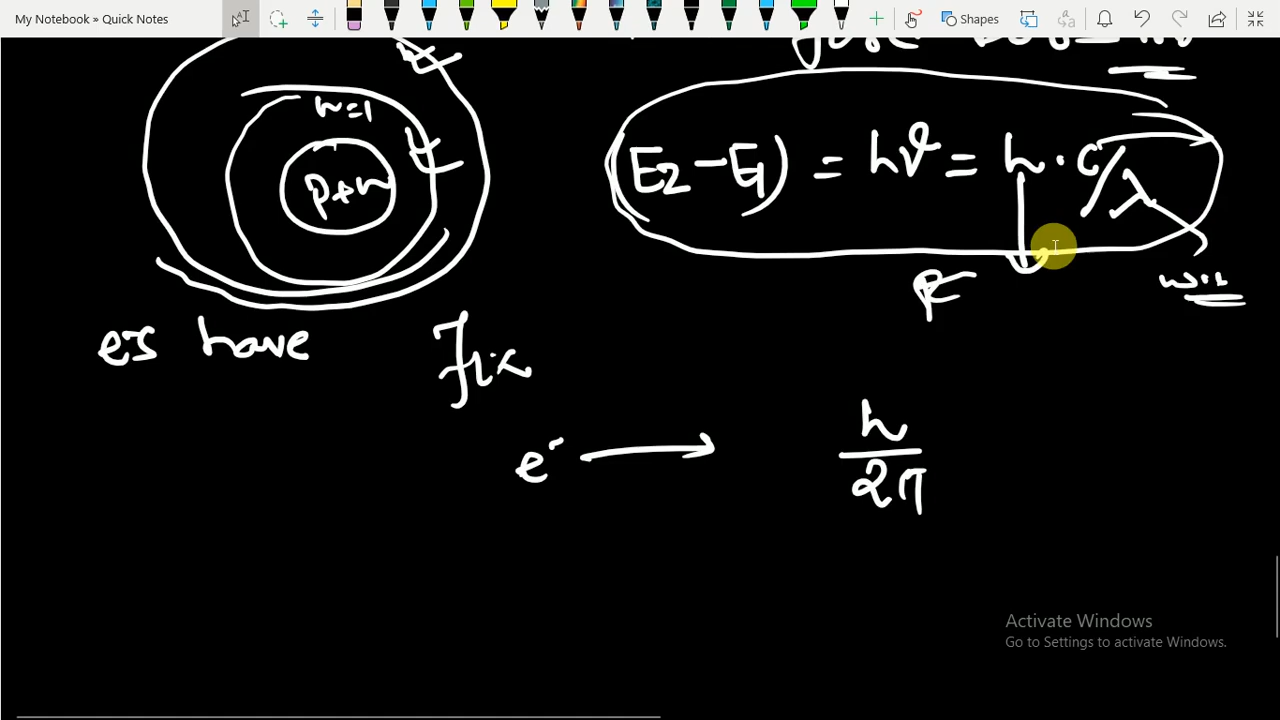 My Notebook » Quick Notes
Shapes
n=1
p+n
(E2-E1) = hν = h·c/λ
es have fix
e- → h/2π
Activate Windows
Go to Settings to activate Windows.